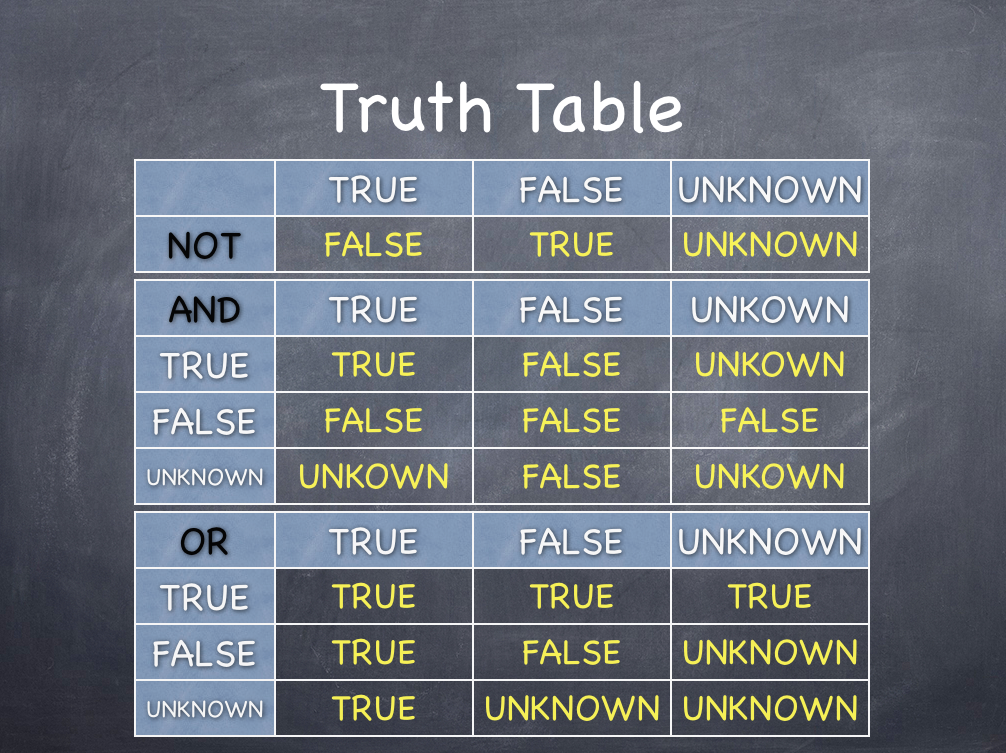 Truth Table
TRUE FALSE UNKNOWN
NOT FALSE TRUE UNKNOWN
AND TRUE FALSE UNKOWN
TRUE TRUE FALSE UNKOWN
FALSE FALSE FALSE FALSE
UNKNOWN UNKOWN FALSE UNKOWN
OR TRUE FALSE UNKNOWN
TRUE TRUE TRUE TRUE
FALSE TRUE FALSE UNKNOWN
UNKNOWN TRUE UNKNOWN UNKNOWN